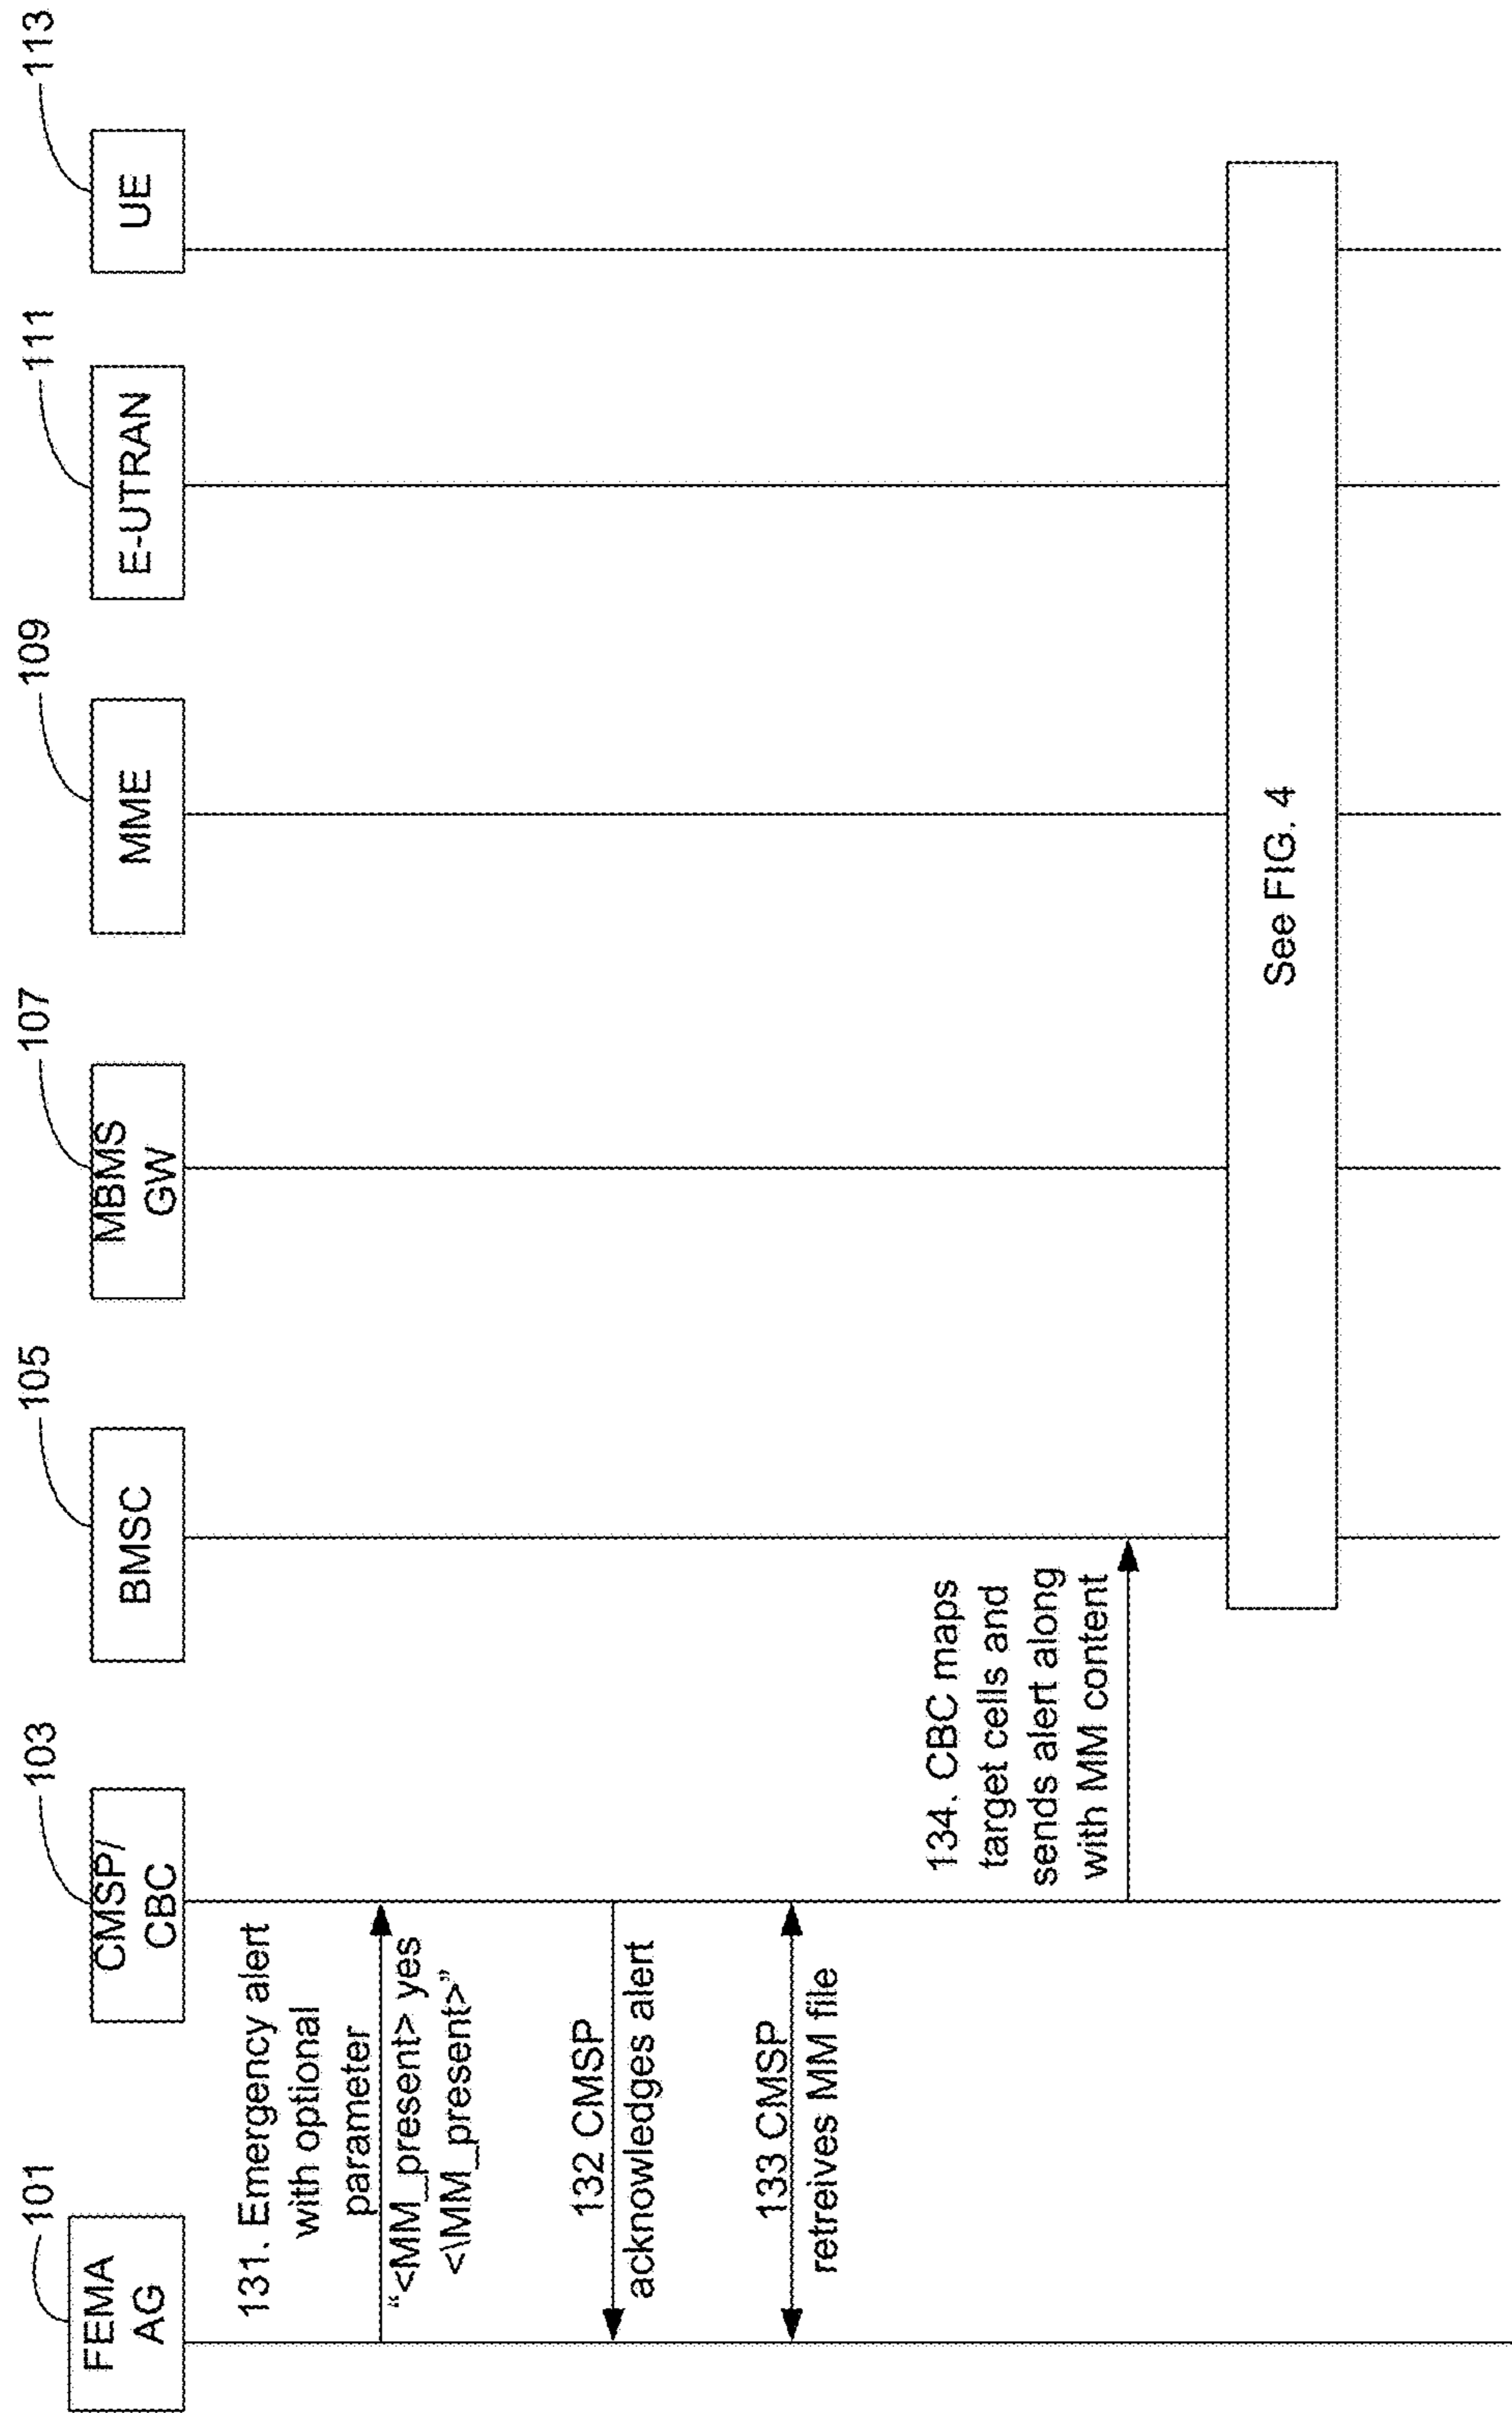 101
FEMA
AG
103
CMSP/
CBC
105
BMSC
107
MBMS
GW
109
MME
111
E-UTRAN
113
UE
131. Emergency alert
with optional
parameter
“<MM_present> yes
<\MM_present>”
132 CMSP
acknowledges alert
133 CMSP
retreives MM file
134. CBC maps
target cells and
sends alert along
with MM content
See FIG. 4